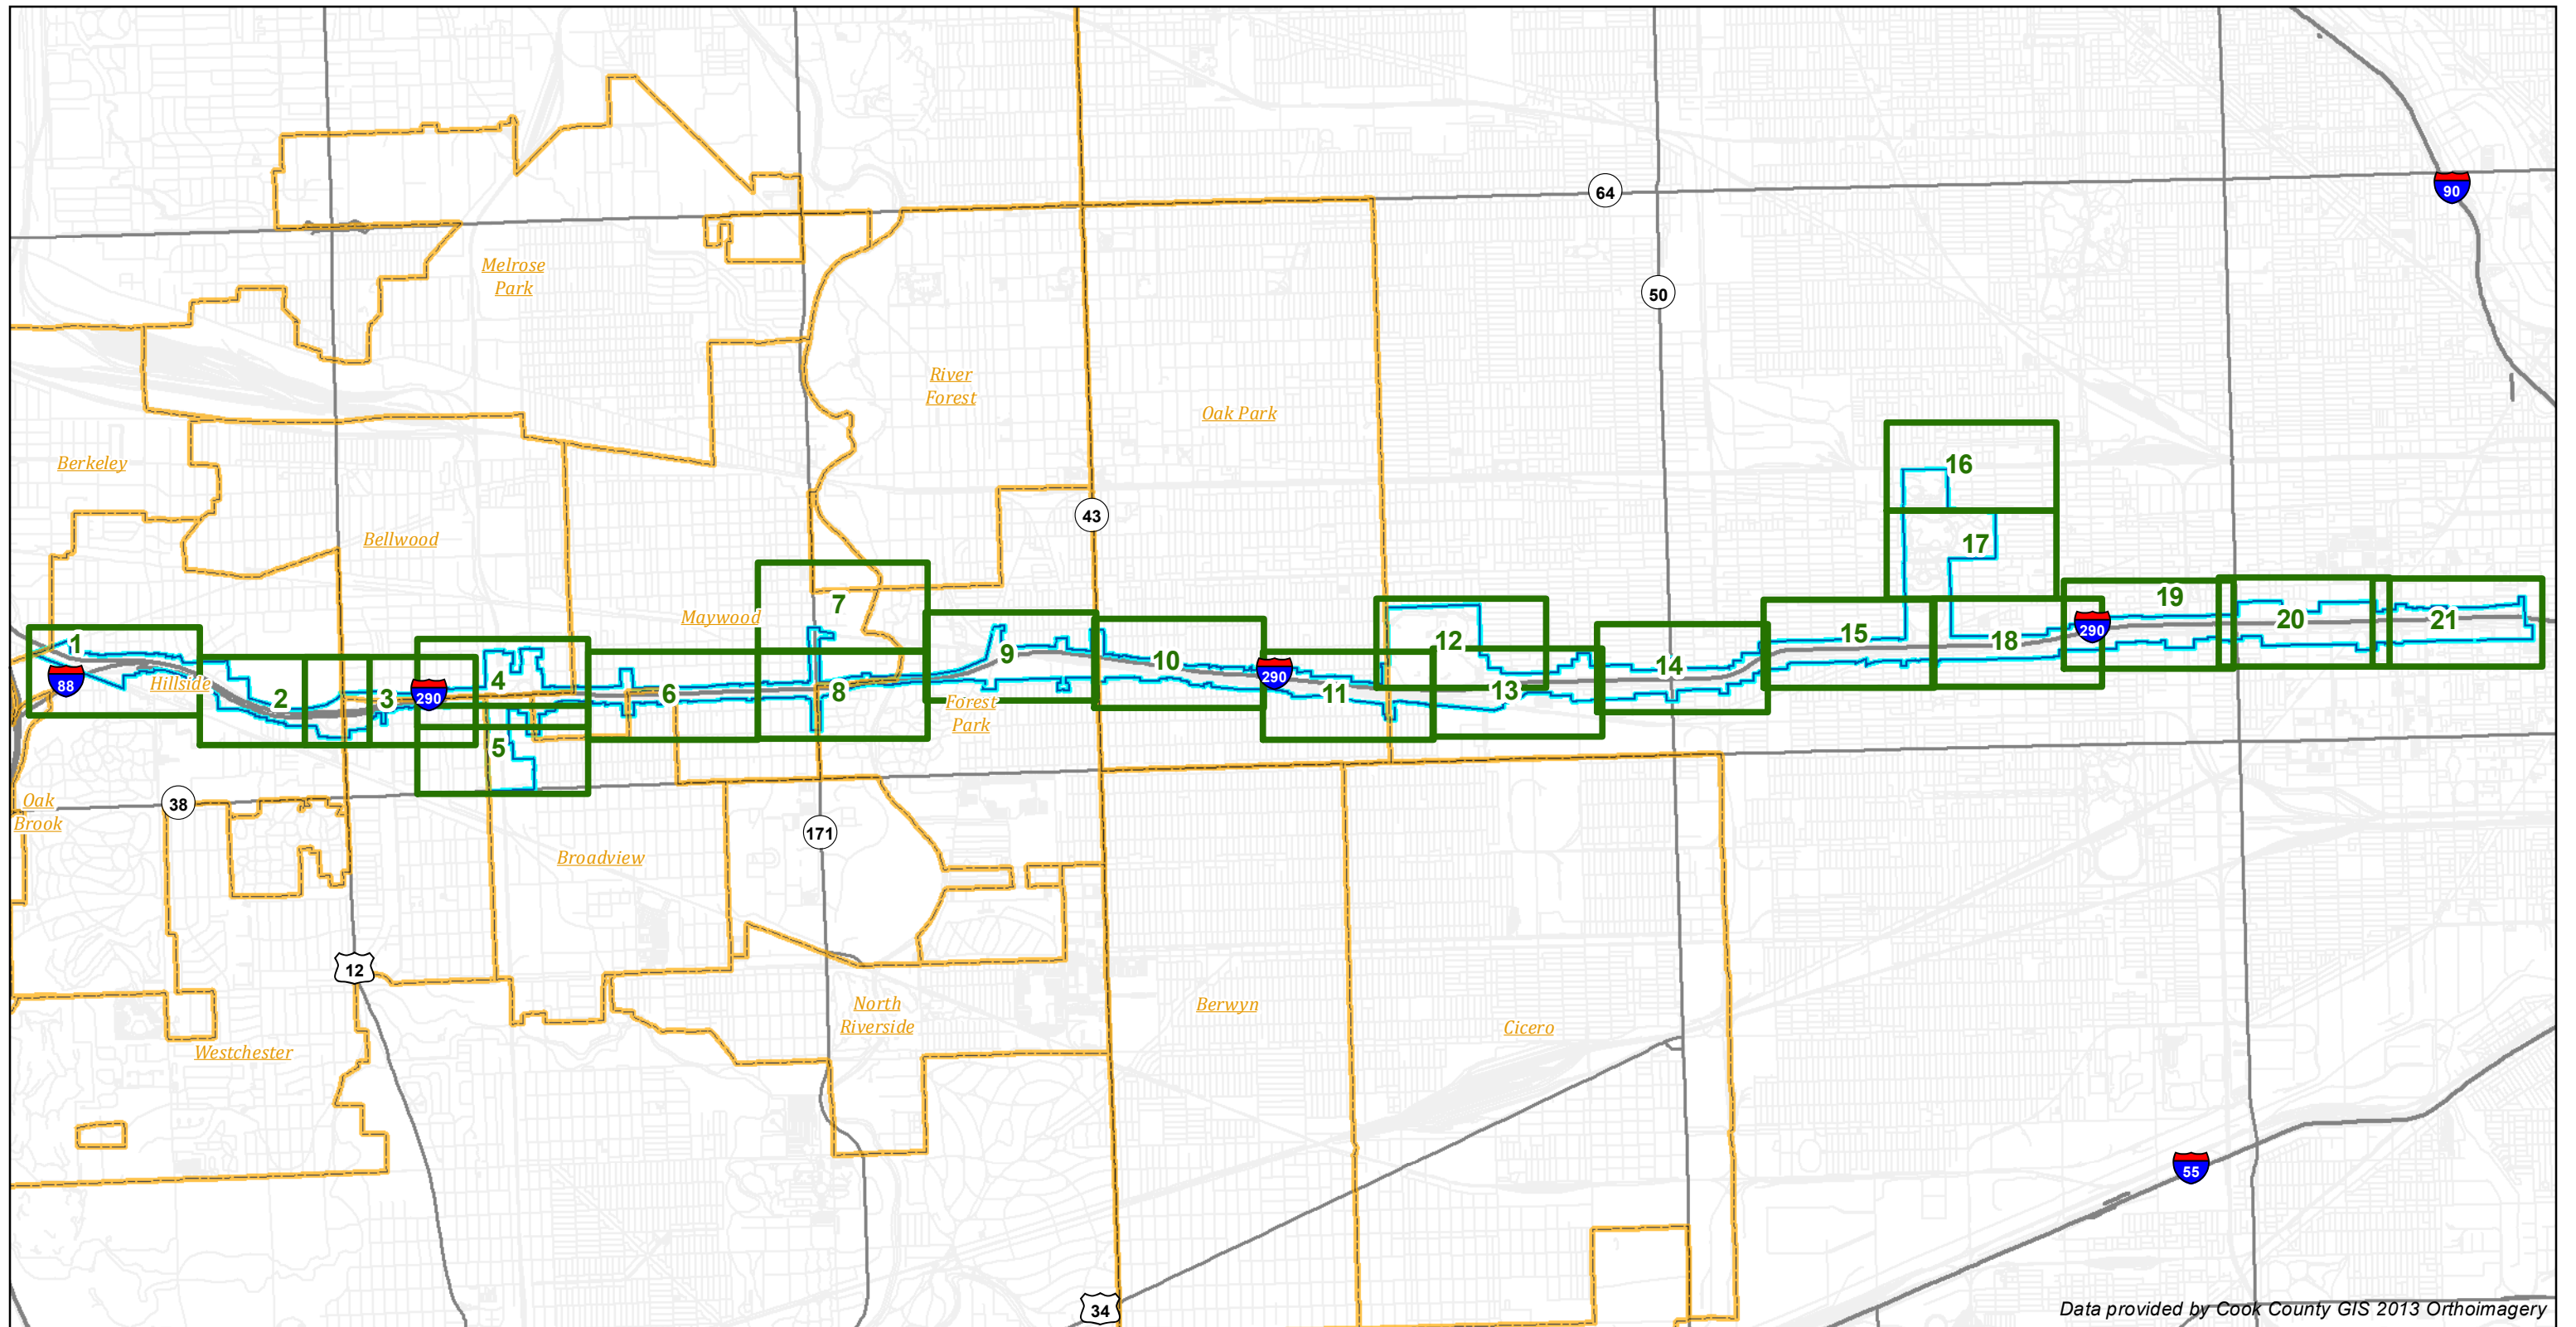 90
64
Melrose
Park
50
River
Forest
Oak Park
Berkeley
16
43
Bellwood
17
7
19
Maywood
20
21
290
15
18
1
12
9
10
14
88
Hillside
4
290
11
13
2
3
290
6
8
Forest
Park
5
38
Oak
Brook
171
Broadview
12
North
Riverside
Berwyn
Cicero
Westchester
55
34
Data provided by Cook County GIS 2013 Orthoimagery